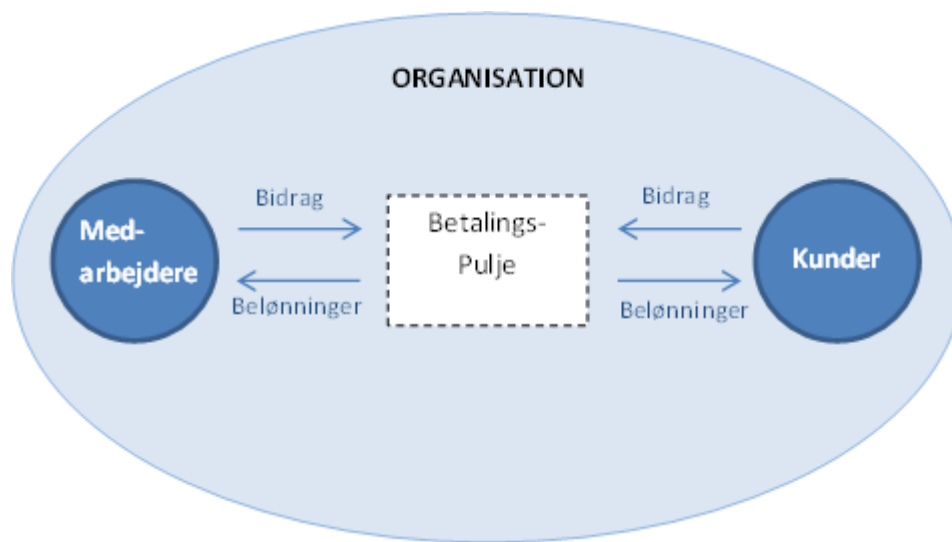 ORGANISATION
Med-
arbejdere
Bidrag
Belønninger
Betalings-
Pulje
Bidrag
Belønninger
Kunder